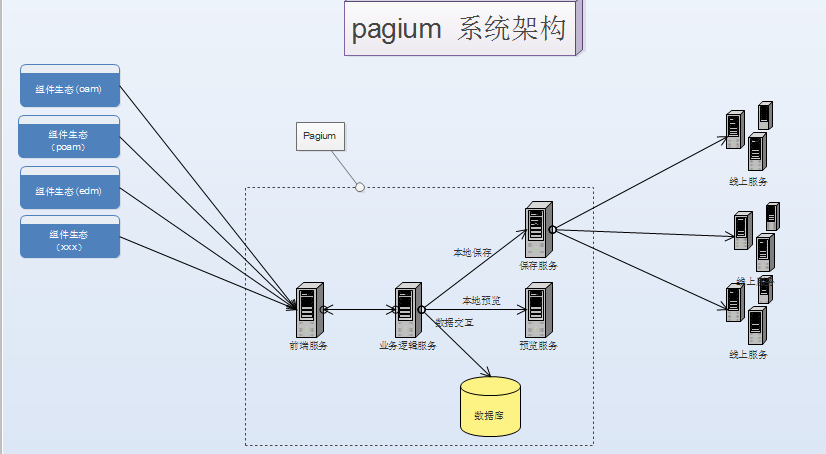 pagium 系统架构
组件生态 (oam)
组件生态
(poam)
组件生态 (edm)
组件生态
(xxx)
Pagium
本地保存
本地预览
数据交互
前端服务
业务逻辑服务
保存服务
预览服务
数据库
线上服务
线上服务
线上服务